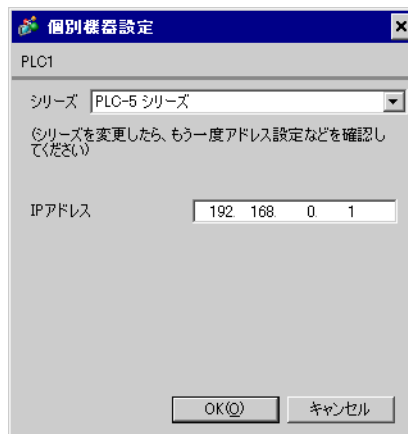 個別機器設定
PLC1
シリーズ PLC-5 シリーズ
(シリーズを変更したら、もう一度アドレス設定などを確認し
てください)
IPアドレス 192. 168. 0. 1
OK(O) キャンセル